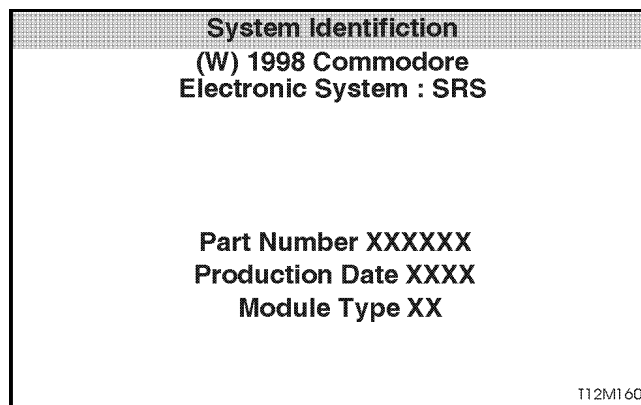 System Identifiction
(W) 1998 Commodore
Electronic System : SRS
Part Number XXXXXX
Production Date XXXX
Module Type XX
T12M160